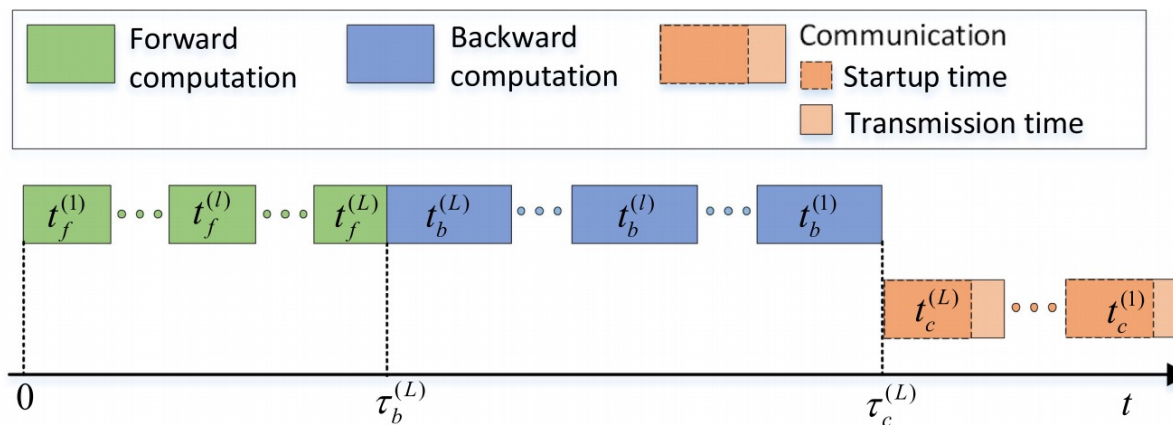 Forward computation
Backward computation
Communication
Startup time
Transmission time
t_f^{(1)} t_f^{(l)} t_f^{(L)} t_b^{(L)} t_b^{(l)} t_b^{(1)}
t_c^{(L)} t_c^{(1)}
0 τ_b^{(L)} τ_c^{(L)} t